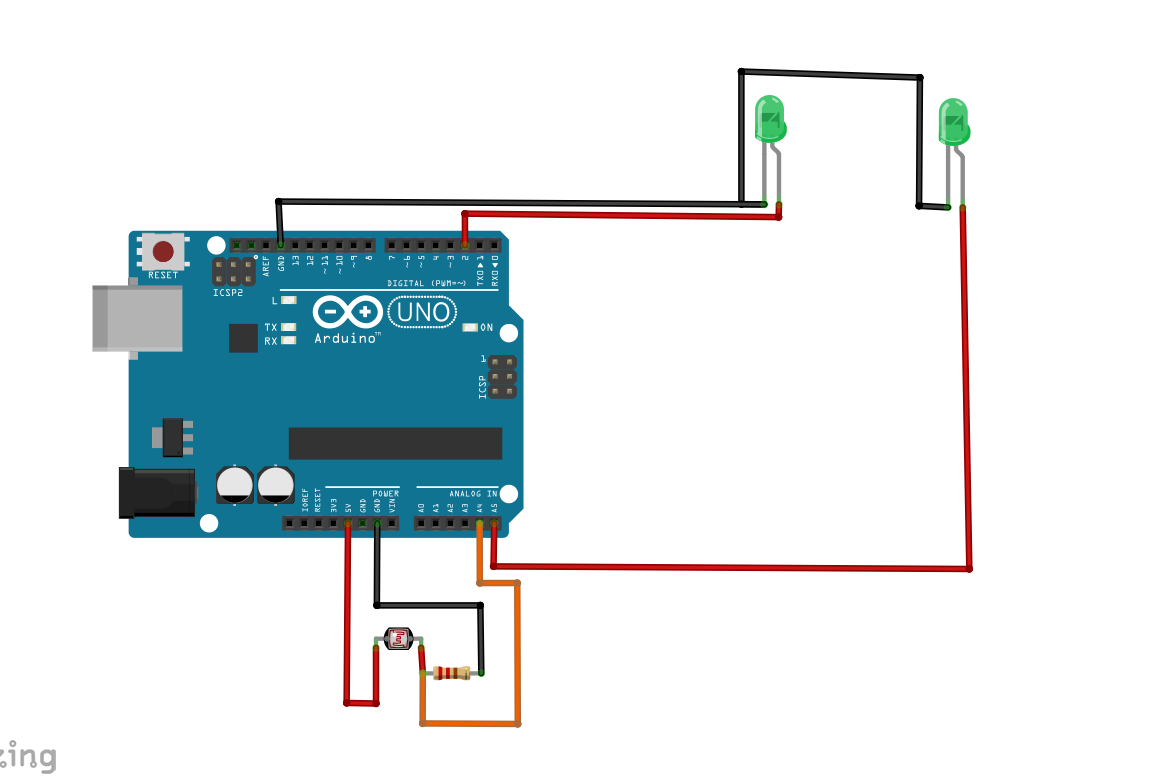 RESET
ICSP2
AREF
GND
13
12
~11
~10
~9
8
7
~6
~5
4
~3
2
TX0▶1
RX0◀0
DIGITAL (PWM=~)
L
TX
RX
Arduino™
UNO
ON
1
ICSP
POWER
ANALOG IN
IOREF
RESET
3V3
5V
GND
GND
VIN
A0
A1
A2
A3
A4
A5
zing